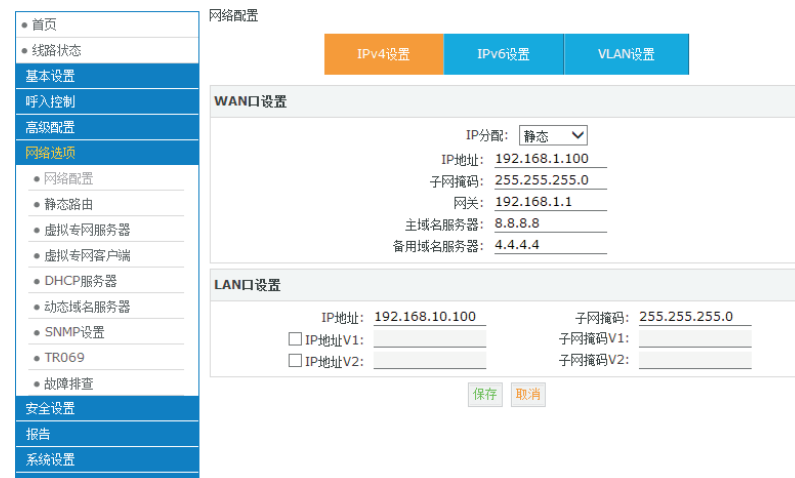 首页
线路状态
基本设置
呼入控制
高级配置
网络选项
网络配置
静态路由
虚拟专网服务器
虚拟专网客户端
DHCP服务器
动态域名服务器
SNMP设置
TR069
故障排查
安全设置
报告
系统设置
网络配置
IPv4设置 IPv6设置 VLAN设置
WAN口设置
IP分配: 静态
IP地址: 192.168.1.100
子网掩码: 255.255.255.0
网关: 192.168.1.1
主域名服务器: 8.8.8.8
备用域名服务器: 4.4.4.4
LAN口设置
IP地址: 192.168.10.100 子网掩码: 255.255.255.0
IP地址V1: 子网掩码V1:
IP地址V2: 子网掩码V2:
保存 取消